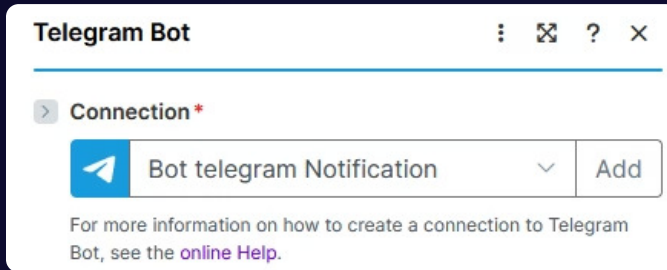 Telegram Bot
?
Connection*
Bot telegram Notification
Add
For more information on how to create a connection to Telegram
Bot, see the online Help.